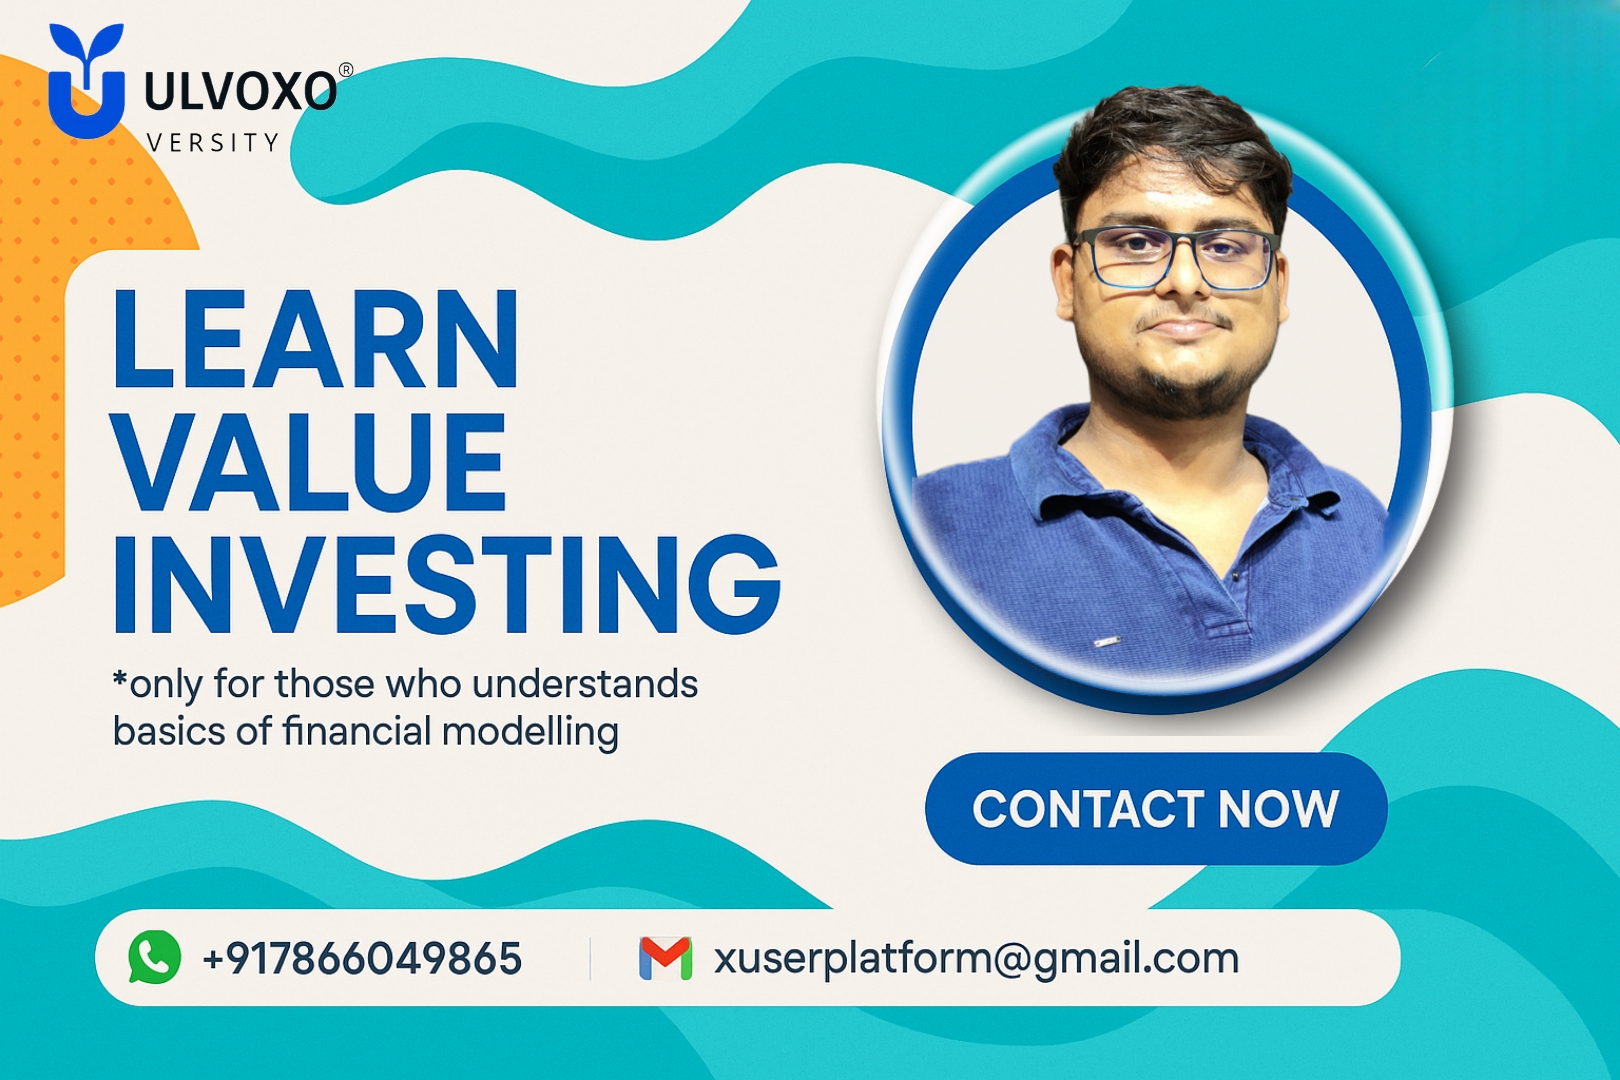 ULVOXO®
VERSITY
LEARN
VALUE
INVESTING
*only for those who understands
basics of financial modelling
CONTACT NOW
+917866049865
xuserplatform@gmail.com